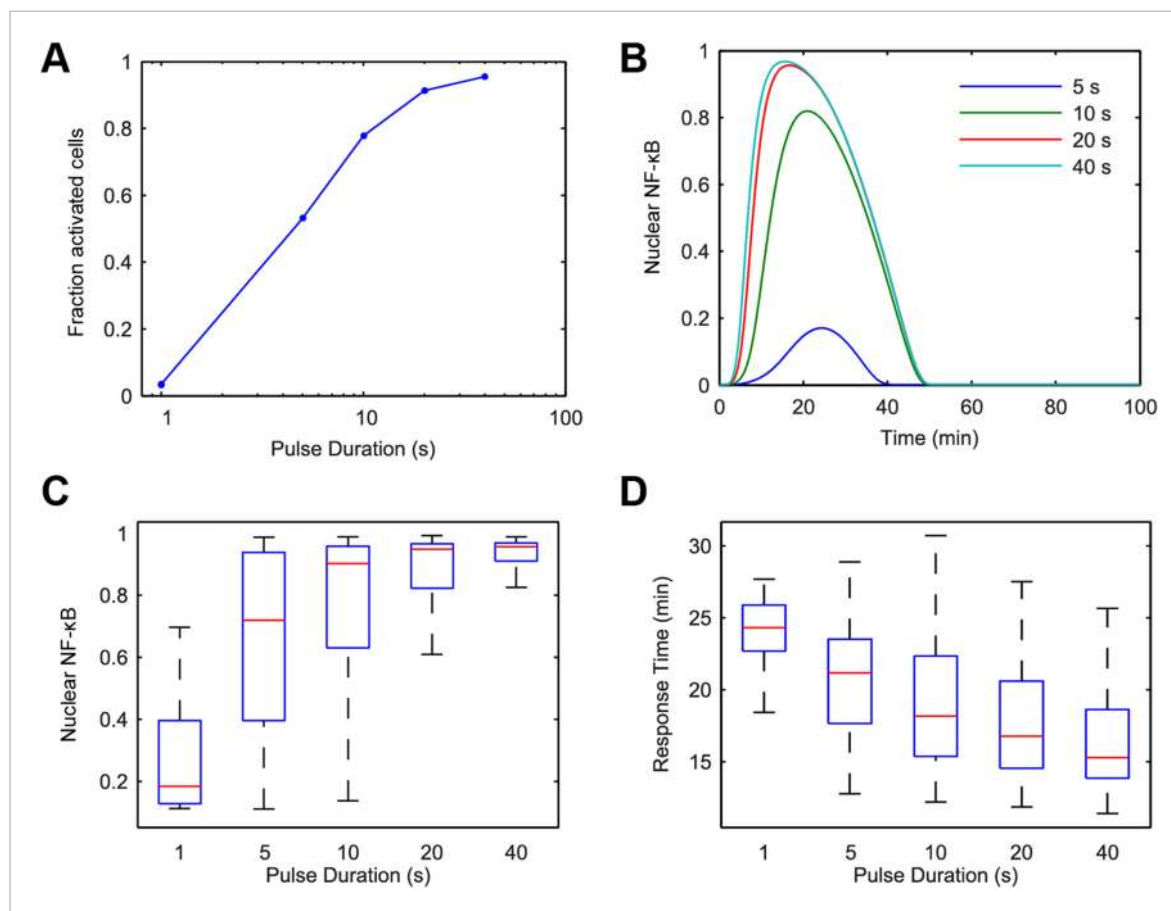 A
1
0.8
0.6
0.4
0.2
0
1
10
100
Fraction activated cells
Pulse Duration (s)
B
1
0.8
0.6
0.4
0.2
0
0
20
40
60
80
100
Nuclear NF-κB
Time (min)
5 s
10 s
20 s
40 s
C
1
0.8
0.6
0.4
0.2
1
5
10
20
40
Nuclear NF-κB
Pulse Duration (s)
D
30
25
20
15
1
5
10
20
40
Response Time (min)
Pulse Duration (s)